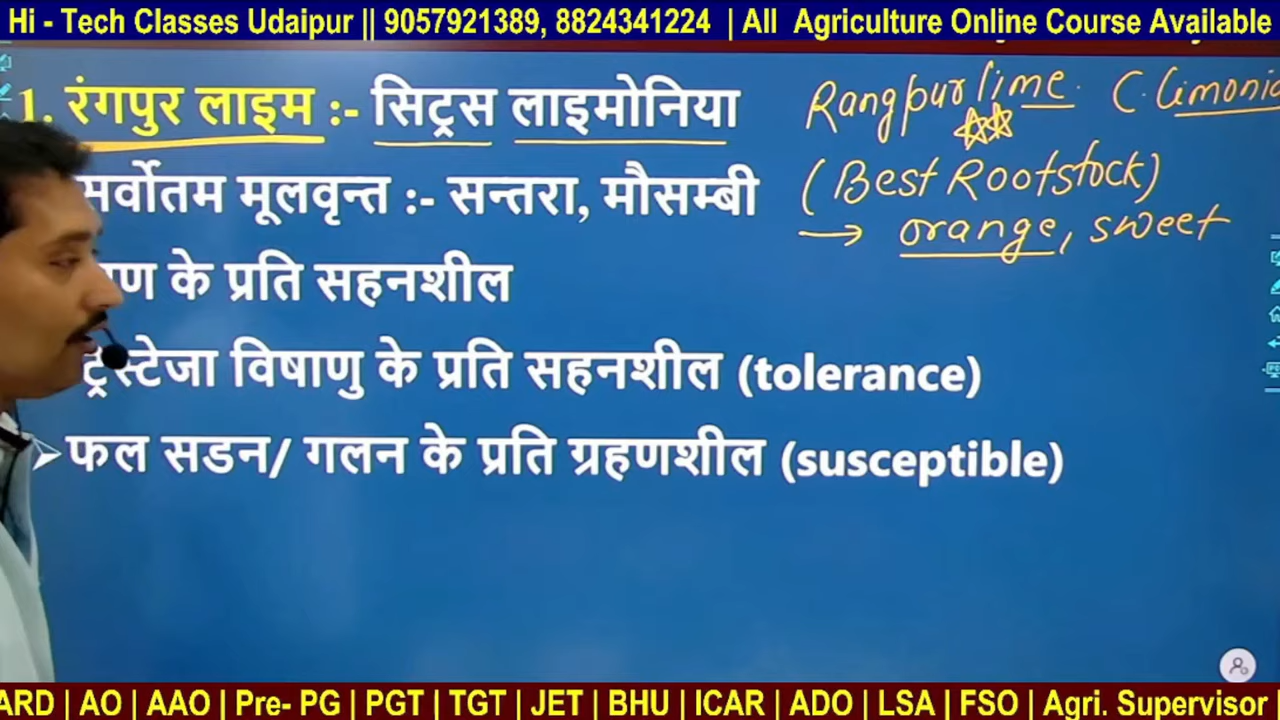 Hi - Tech Classes Udaipur || 9057921389, 8824341224 | All Agriculture Online Course Available
1. रंगपुर लाइम :- सिट्रस लाइमोनिया
Rangpur lime. C. limonia
सर्वोतम मूलवृन्त :- सन्तरा, मौसम्बी
(Best Rootstock)
→ orange, sweet
के प्रति सहनशील
ट्रिस्टेजा विषाणु के प्रति सहनशील (tolerance)
➢ फल सडन/ गलन के प्रति ग्रहणशील (susceptible)
ARD | AO | AAO | Pre- PG | PGT | TGT | JET | BHU | ICAR | ADO | LSA | FSO | Agri. Supervisor